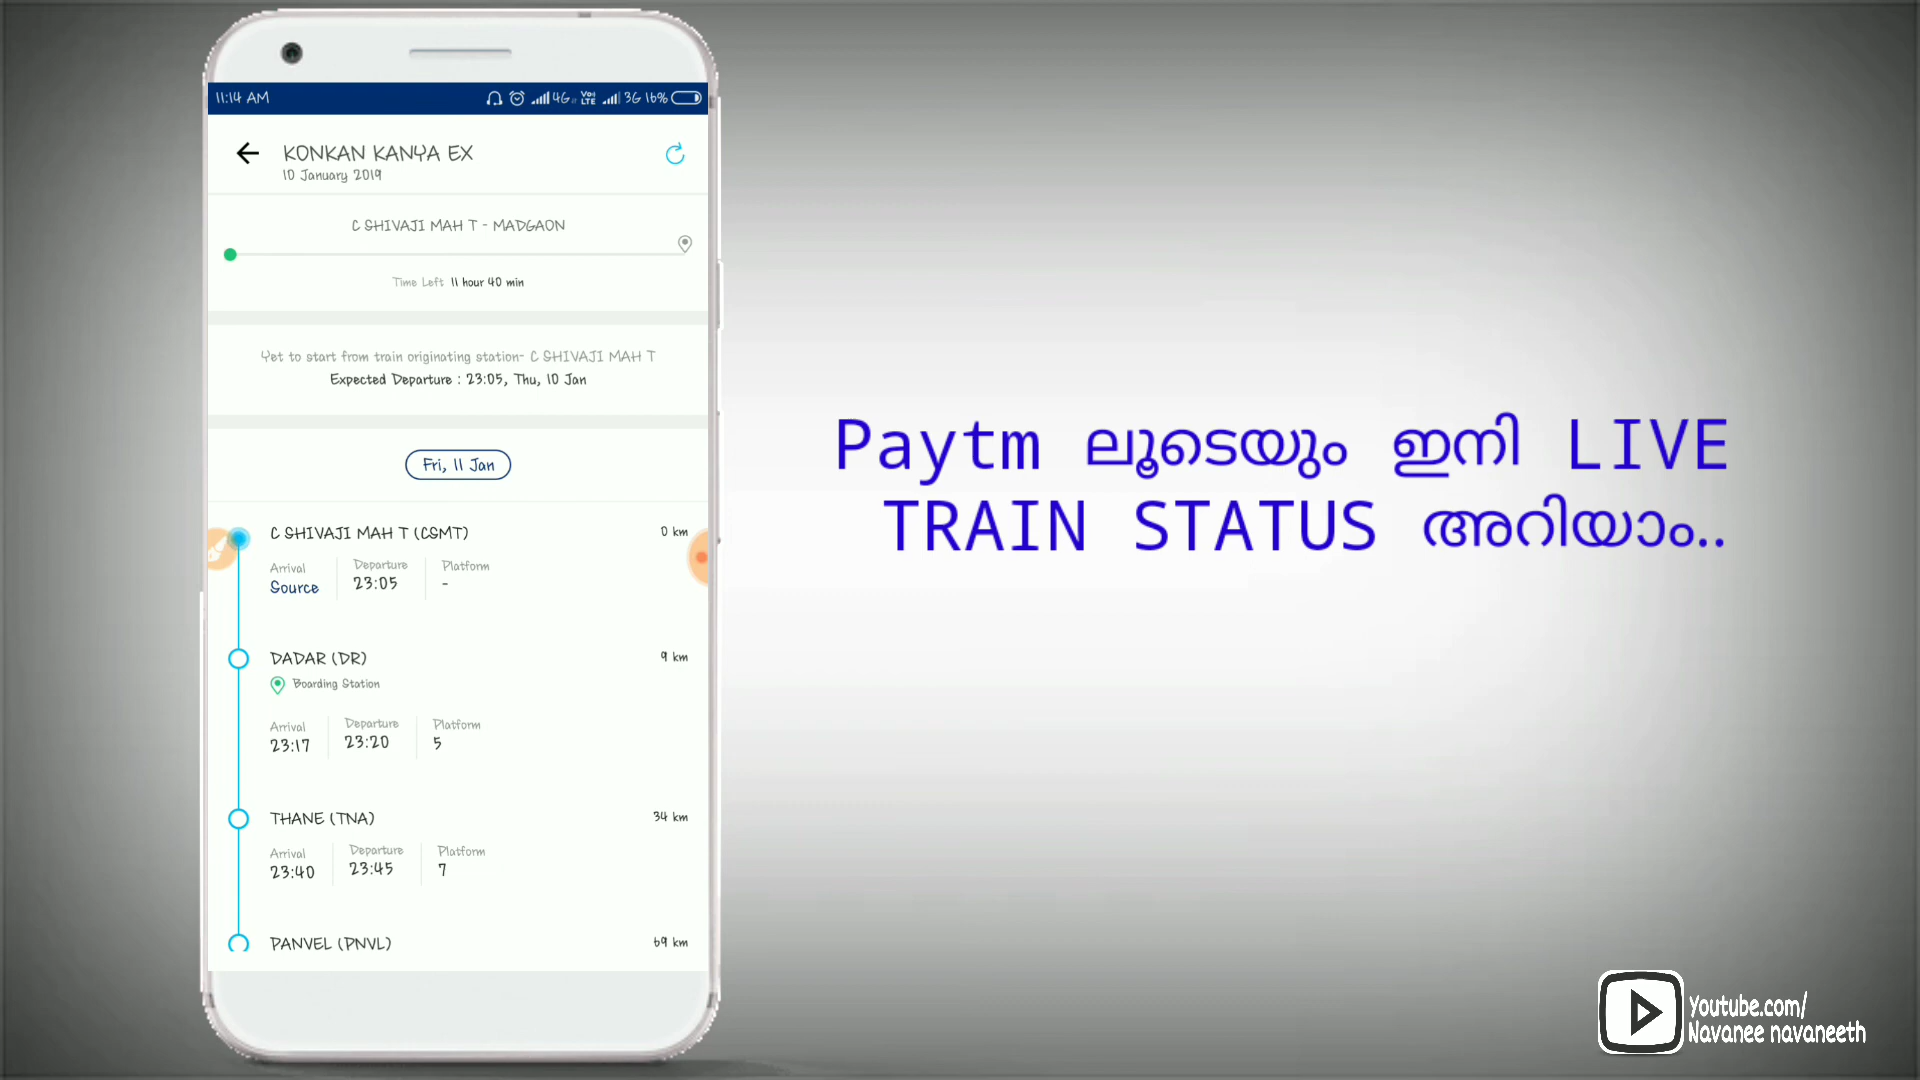 11:14 AM
4G VoLTE 3G 16%
KONKAN KANYA EX
10 January 2019
C SHIVAJI MAH T - MADGAON
Time Left 11 hour 40 min
Yet to start from train originating station- C SHIVAJI MAH T
Expected Departure : 23:05, Thu, 10 Jan
Fri, 11 Jan
C SHIVAJI MAH T (CSMT) 0 km
Arrival Departure Platform
Source 23:05 -
DADAR (DR) 9 km
Boarding Station
Arrival Departure Platform
23:17 23:20 5
THANE (TNA) 34 km
Arrival Departure Platform
23:40 23:45 7
PANVEL (PNVL) 69 km
Paytm ലൂടെയും ഇനി LIVE
TRAIN STATUS അറിയാം..
Youtube.com/
Navanee navaneeth